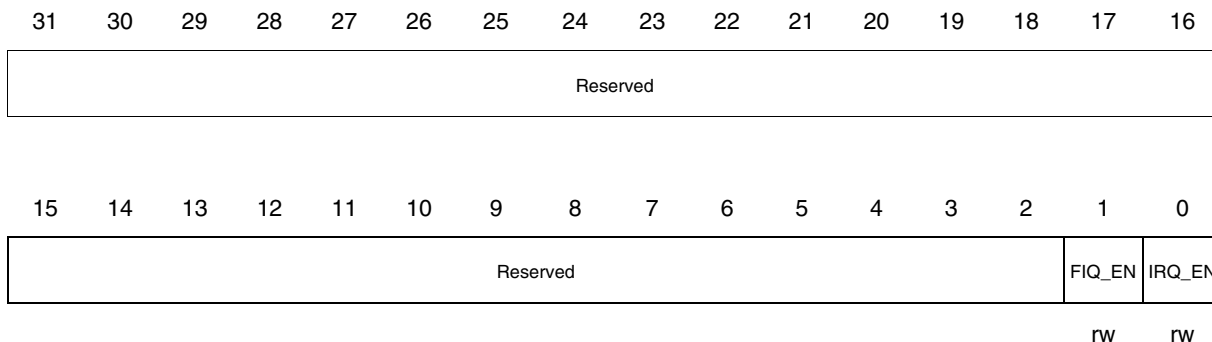 31 30 29 28 27 26 25 24 23 22 21 20 19 18 17 16
Reserved
15 14 13 12 11 10 9 8 7 6 5 4 3 2 1 0
Reserved FIQ_EN IRQ_EN
rw rw